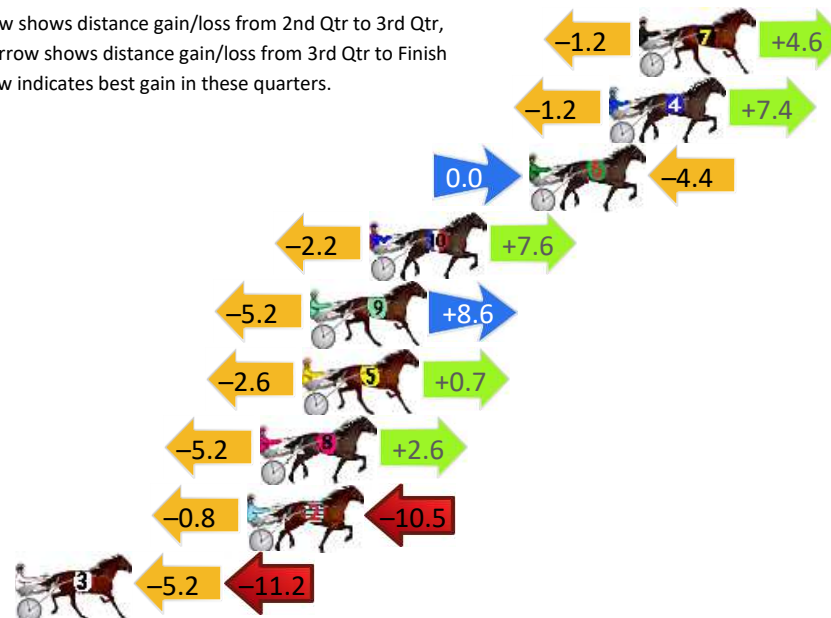 w shows distance gain/loss from 2nd Qtr to 3rd Qtr,
rrow shows distance gain/loss from 3rd Qtr to Finish
w indicates best gain in these quarters.
–1.2 7 +4.6
–1.2 4 +7.4
0.0 –4.4
–2.2 10 +7.6
–5.2 9 +8.6
–2.6 5 +0.7
–5.2 8 +2.6
–0.8 –10.5
3 –5.2 –11.2